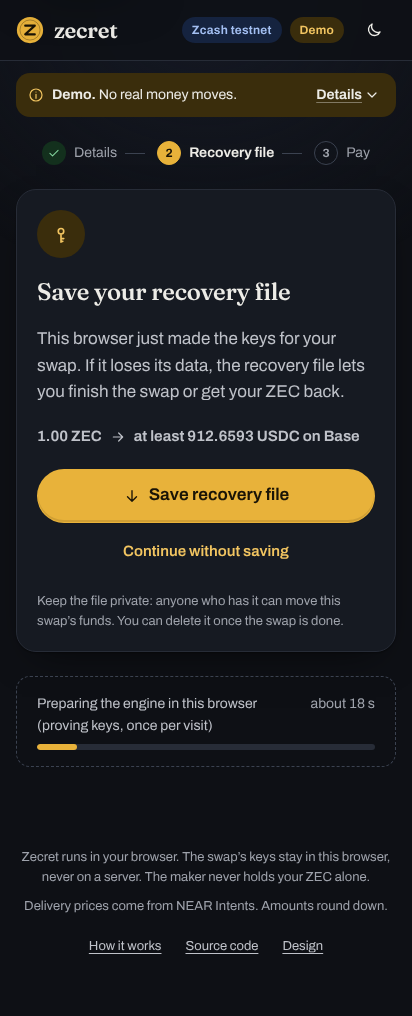 zecret
Zcash testnet
Demo
Demo. No real money moves.
Details
Details
2
Recovery file
3
Pay
Save your recovery file
This browser just made the keys for your
swap. If it loses its data, the recovery file lets
you finish the swap or get your ZEC back.
1.00 ZEC → at least 912.6593 USDC on Base
↓ Save recovery file
Continue without saving
Keep the file private: anyone who has it can move this
swap’s funds. You can delete it once the swap is done.
Preparing the engine in this browser
(proving keys, once per visit)
about 18 s
Zecret runs in your browser. The swap’s keys stay in this browser,
never on a server. The maker never holds your ZEC alone.
Delivery prices come from NEAR Intents. Amounts round down.
How it works
Source code
Design